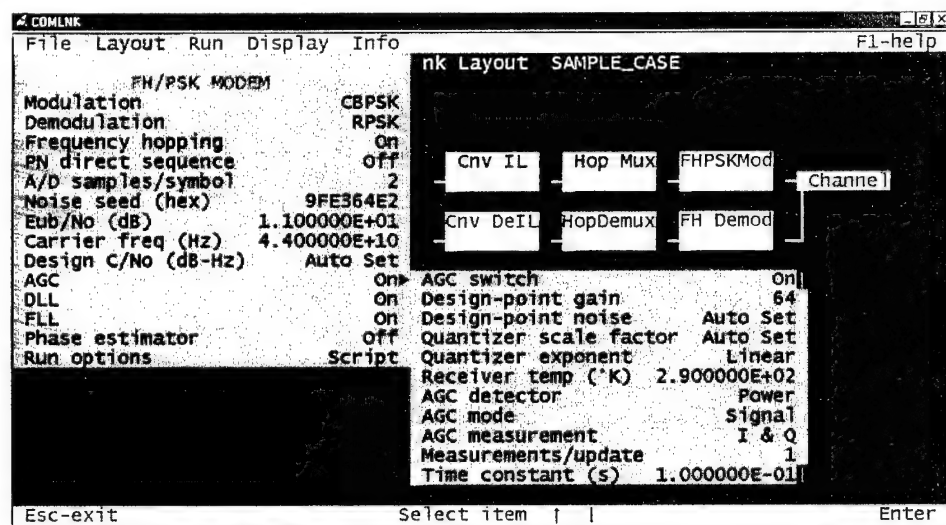 COMLNK
File Layout Run Display Info F1-help
nk Layout SAMPLE_CASE
FH/PSK MODEM
Modulation CBPSK
Demodulation RPSK
Frequency hopping On
PN direct sequence Off
A/D samples/symbol 2
Noise seed (hex) 9FE364E2
Eub/No (dB) 1.100000E+01
Carrier freq (Hz) 4.400000E+10
Design C/No (dB-Hz) Auto Set
AGC On
DLL On
FLL On
Phase estimator Off
Run options Script
Cnv IL Hop Mux FHPSKMod
Channel
Cnv DeIL HopDemux FH Demod
AGC switch On
Design-point gain 64
Design-point noise Auto Set
Quantizer scale factor Auto Set
Quantizer exponent Linear
Receiver temp (°K) 2.900000E+02
AGC detector Power
AGC mode Signal
AGC measurement I & Q
Measurements/update 1
Time constant (s) 1.000000E-01
Esc-exit Select item ↑ ↓ Enter